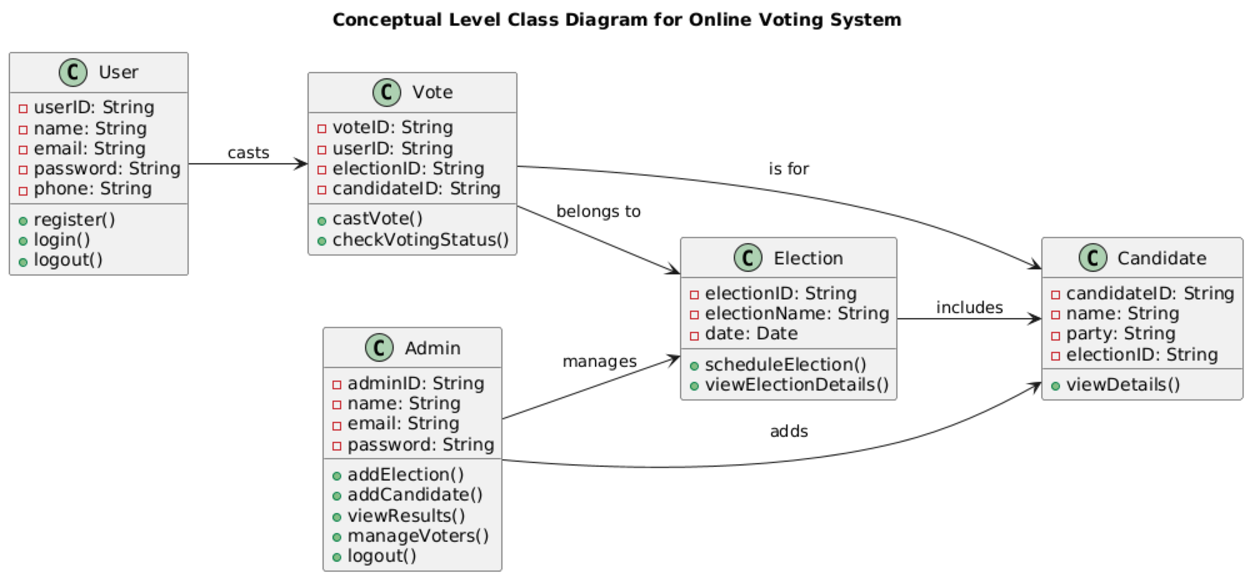 Conceptual Level Class Diagram for Online Voting System
C User
userID: String
name: String
email: String
password: String
phone: String
register()
login()
logout()
casts
C Vote
voteID: String
userID: String
electionID: String
candidateID: String
castVote()
checkVotingStatus()
is for
belongs to
C Election
electionID: String
electionName: String
date: Date
scheduleElection()
viewElectionDetails()
includes
C Candidate
candidateID: String
name: String
party: String
electionID: String
viewDetails()
C Admin
adminID: String
name: String
email: String
password: String
addElection()
addCandidate()
viewResults()
manageVoters()
logout()
manages
adds